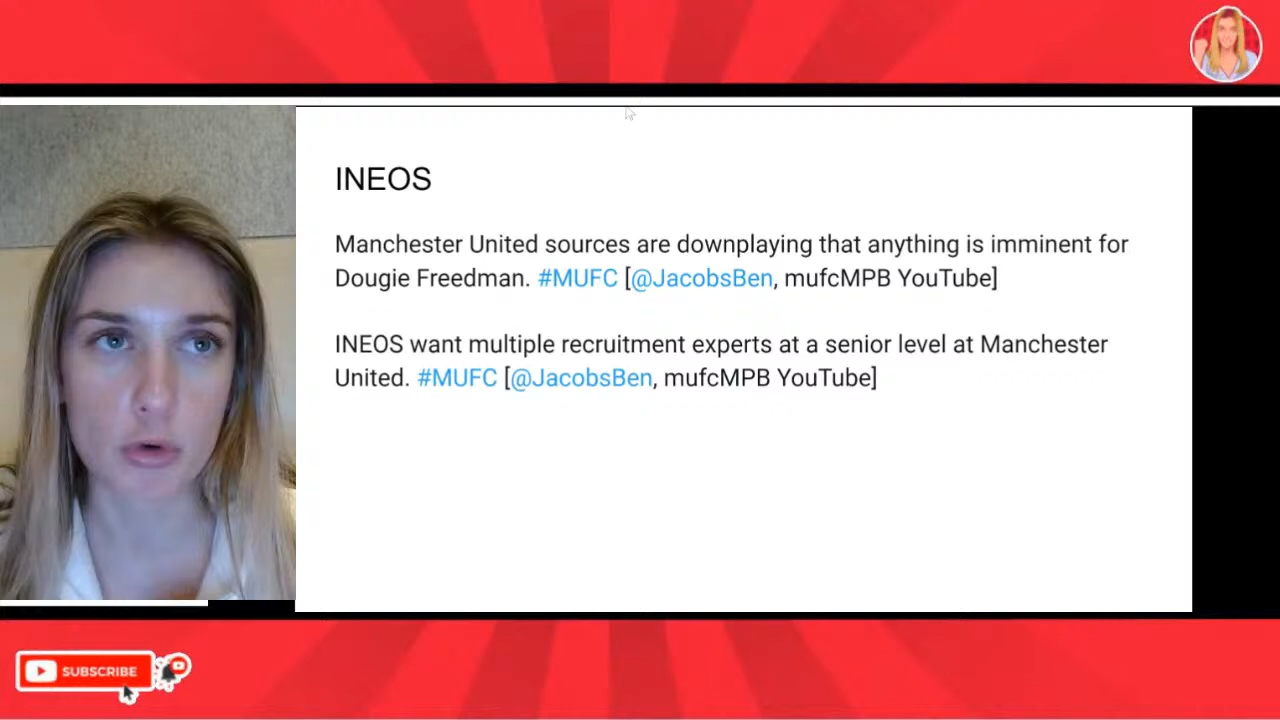 INEOS
Manchester United sources are downplaying that anything is imminent for
Dougie Freedman. #MUFC [@JacobsBen, mufcMPB YouTube]
INEOS want multiple recruitment experts at a senior level at Manchester
United. #MUFC [@JacobsBen, mufcMPB YouTube]
SUBSCRIBE